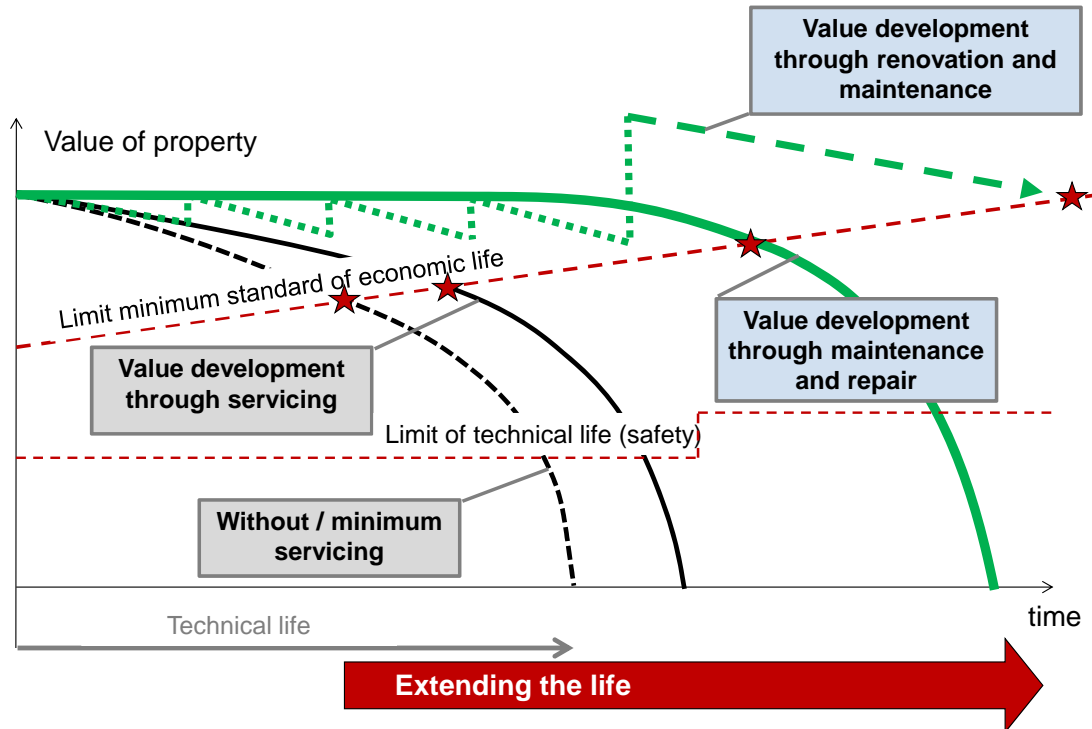 Value development
through renovation and
maintenance
Value of property
Limit minimum standard of economic life
Value development
through servicing
Value development
through maintenance
and repair
Limit of technical life (safety)
Without / minimum
servicing
time
Technical life
Extending the life